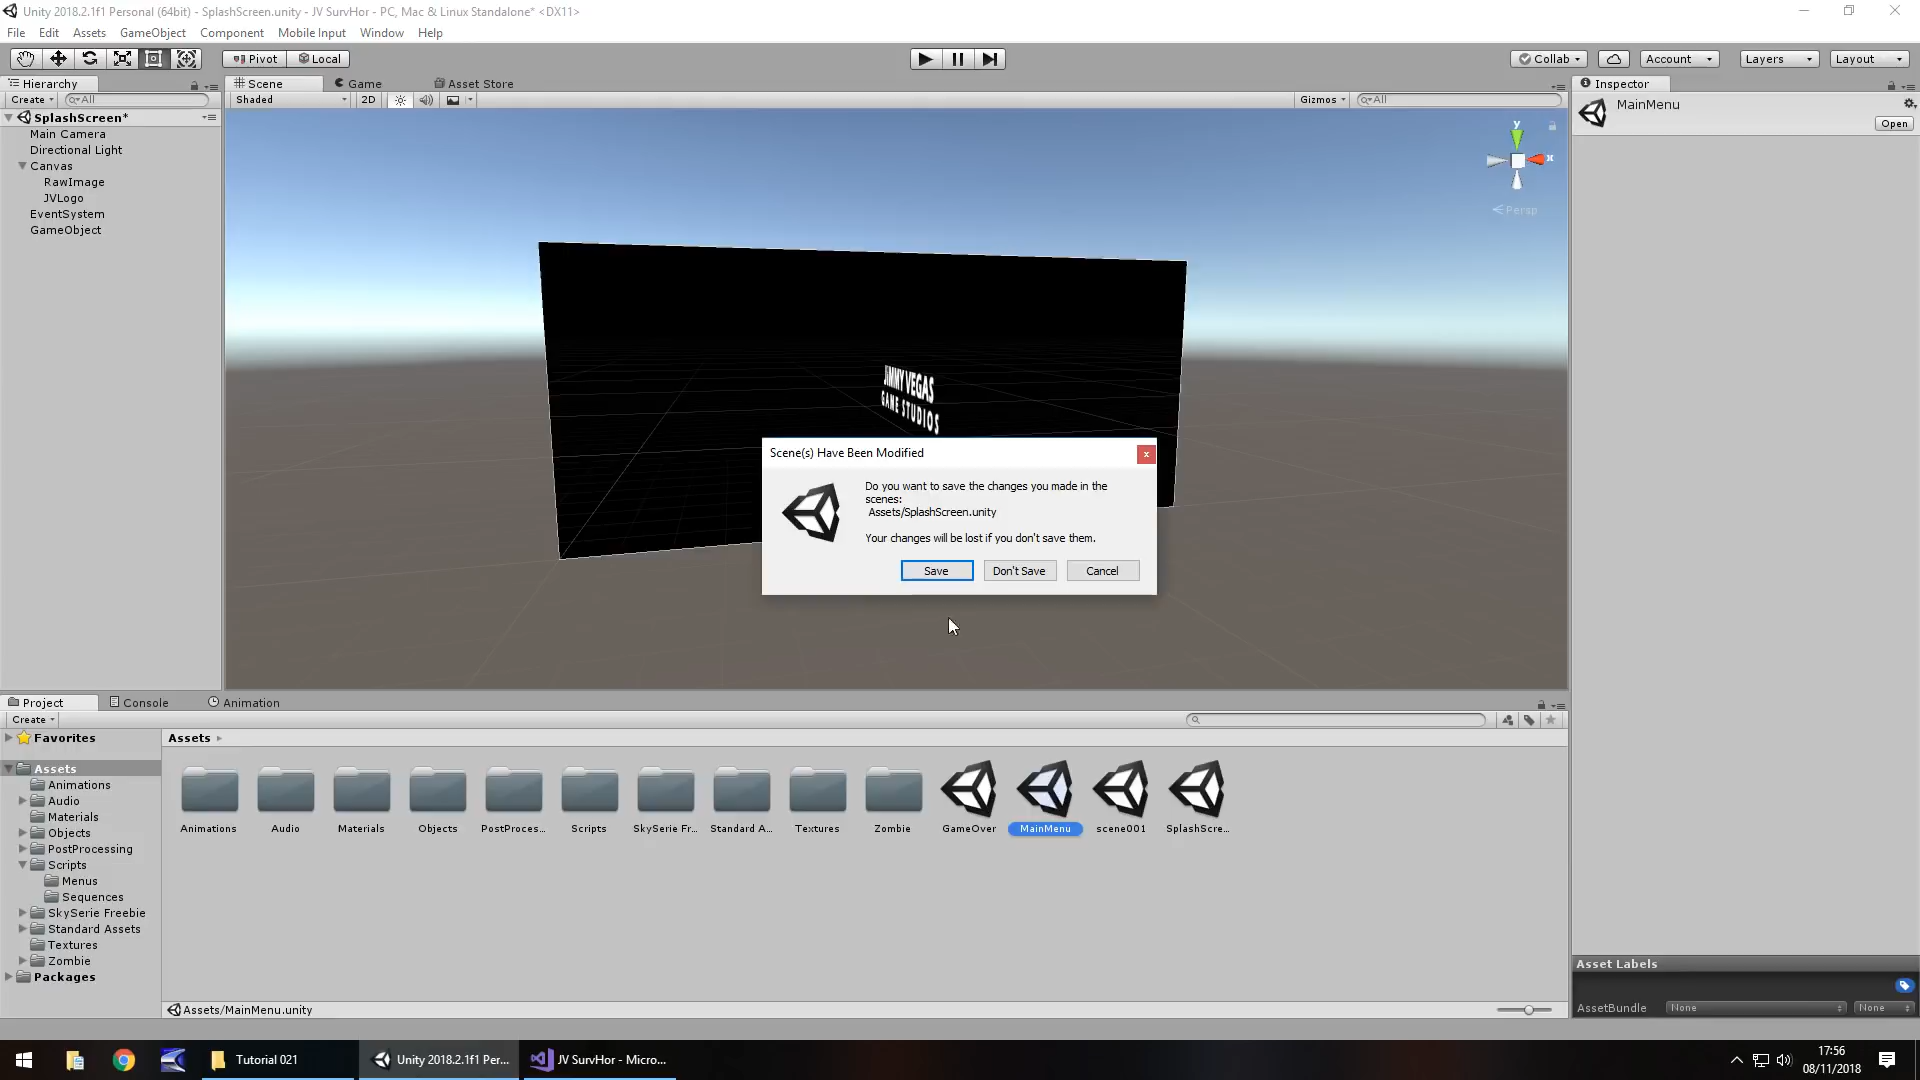 Unity 2018.2.1f1 Personal (64bit) - SplashScreen.unity - JV SurvHor - PC, Mac & Linux Standalone* <DX11>
File Edit Assets GameObject Component Mobile Input Window Help
Pivot Local Collab Account Layers Layout
Hierarchy Scene Game Asset Store Inspector
Create All Shaded 2D Gizmos All
MainMenu
Open
SplashScreen*
Main Camera
Directional Light
Canvas
RawImage
JVLogo
EventSystem
GameObject
y
x
Persp
JIMMY VEGAS
GAME STUDIOS
Scene(s) Have Been Modified
x
Do you want to save the changes you made in the
scenes:
Assets/SplashScreen.unity
Your changes will be lost if you don't save them.
Save Don't Save Cancel
Project Console Animation
Create
Favorites
Assets
Animations
Audio
Materials
Objects
PostProcessing
Scripts
Menus
Sequences
SkySerie Freebie
Standard Assets
Textures
Zombie
Packages
Assets
Animations Audio Materials Objects PostProces... Scripts SkySerie Fr... Standard A... Textures Zombie GameOver MainMenu scene001 SplashScre...
Assets/MainMenu.unity
Asset Labels
AssetBundle None None
Tutorial 021 Unity 2018.2.1f1 Per... JV SurvHor - Micro...
17:56
08/11/2018